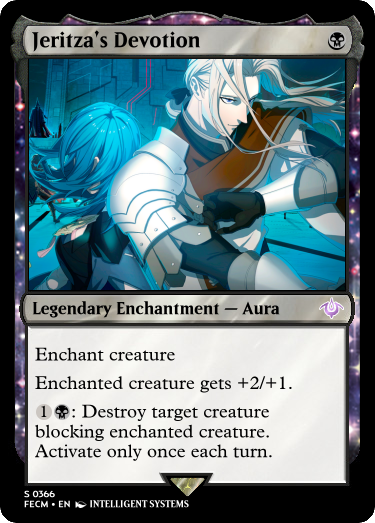 Jeritza's Devotion
Legendary Enchantment — Aura
Enchant creature
Enchanted creature gets +2/+1.
1: Destroy target creature
blocking enchanted creature.
Activate only once each turn.
S 0366
FECM • EN INTELLIGENT SYSTEMS